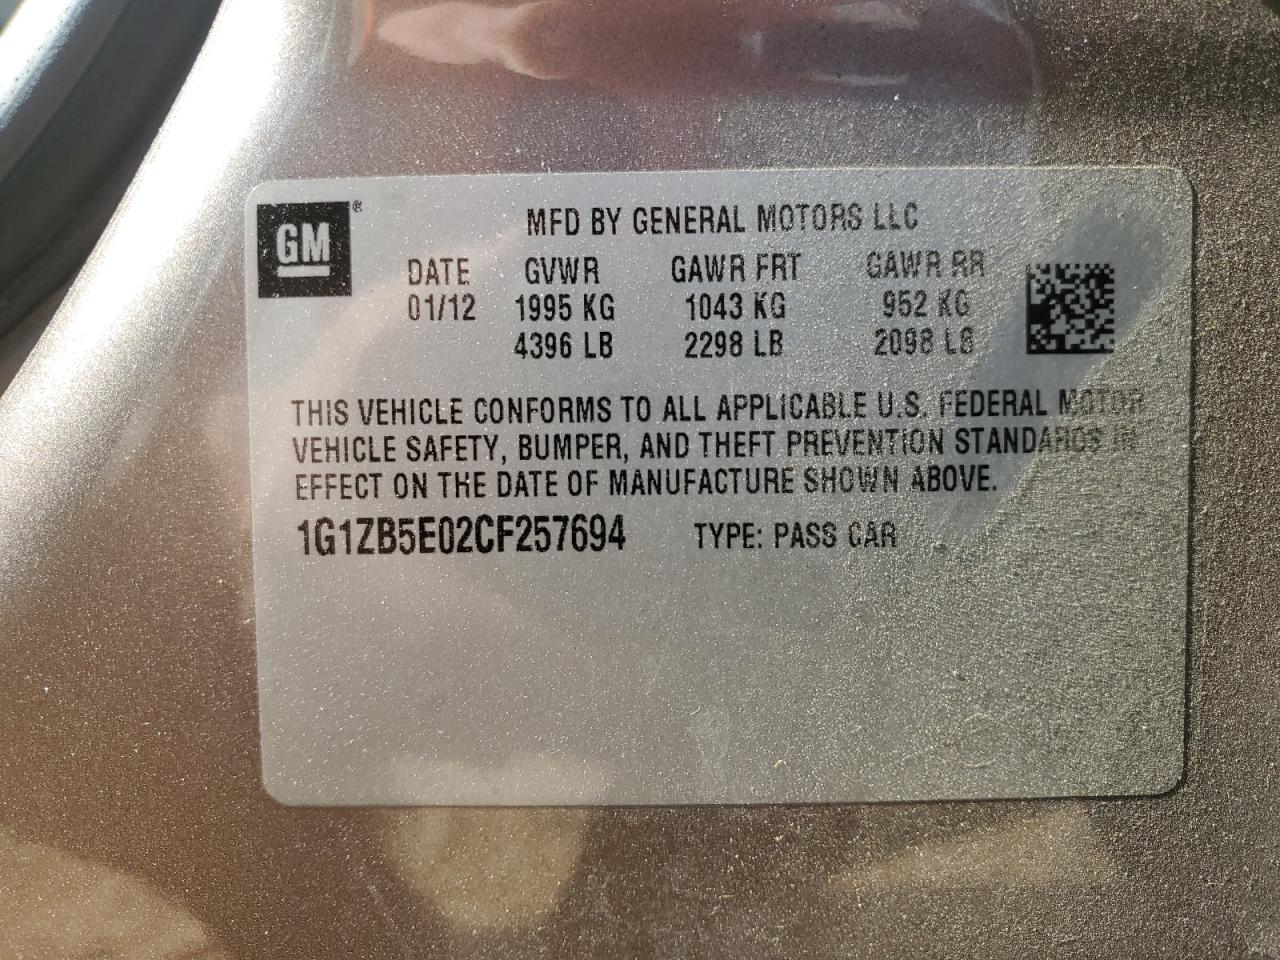 GM®
MFD BY GENERAL MOTORS LLC
DATE GVWR GAWR FRT GAWR RR
01/12 1995 KG 1043 KG 952 KG
4396 LB 2298 LB 2098 LB
THIS VEHICLE CONFORMS TO ALL APPLICABLE U.S. FEDERAL MOTOR
VEHICLE SAFETY, BUMPER, AND THEFT PREVENTION STANDARDS IN
EFFECT ON THE DATE OF MANUFACTURE SHOWN ABOVE.
1G1ZB5E02CF257694 TYPE: PASS CAR